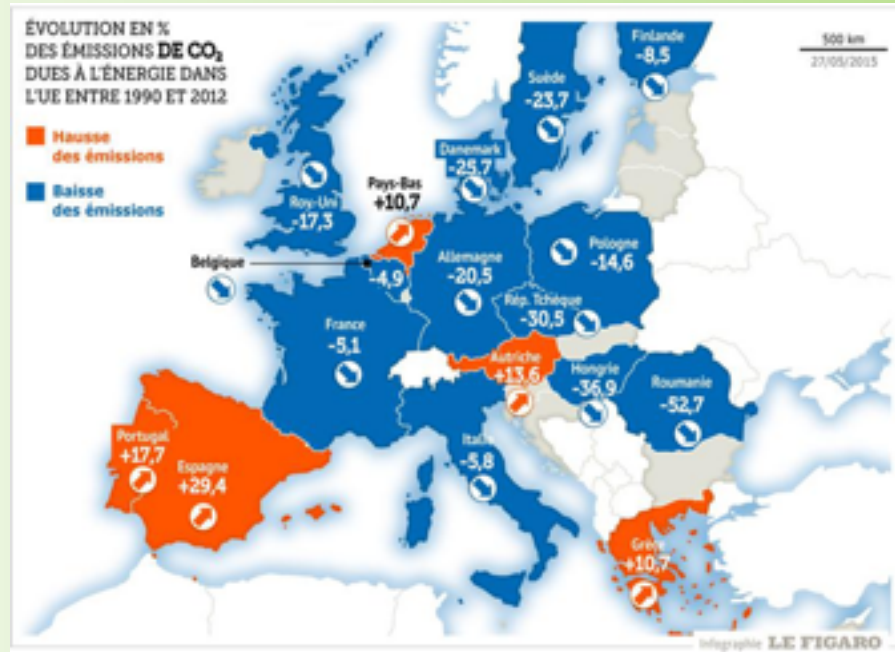 ÉVOLUTION EN %
DES ÉMISSIONS DE CO₂
DUES À L'ÉNERGIE DANS
L'UE ENTRE 1990 ET 2012
Hausse
des émissions
Baisse
des émissions
500 km
27/05/2015
Finlande
-8,5
Suède
-23,7
Danemark
-25,7
Pays-Bas
+10,7
Roy.-Uni
-17,3
Belgique
-4,9
Allemagne
-20,5
Pologne
-14,6
Rép. Tchèque
-30,5
France
-5,1
Autriche
+13,6
Hongrie
-36,9
Roumanie
-52,7
Italie
-5,8
Portugal
+17,7
Espagne
+29,4
Grèce
+10,7
Infographie LE FIGARO